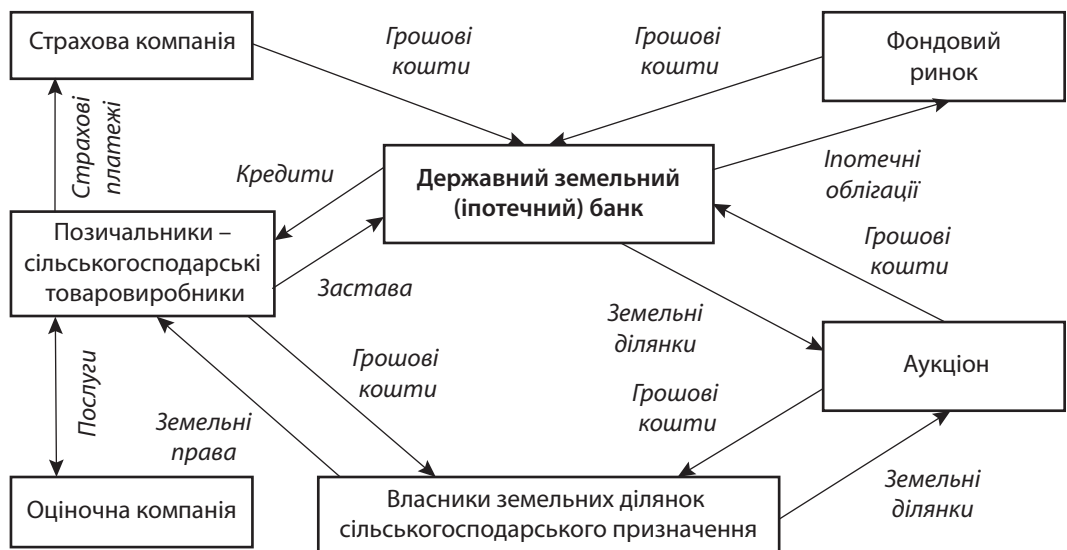 Страхова компанія
Грошові
кошти
Грошові
кошти
Фондовий
ринок
Страхові
платежі
Кредити
Державний земельний
(іпотечний) банк
Іпотечні
облігації
Позичальники –
сільськогосподарські
товаровиробники
Застава
Грошові
кошти
Земельні
ділянки
Аукціон
Послуги
Грошові
кошти
Грошові
кошти
Земельні
права
Земельні
ділянки
Оціночна компанія
Власники земельних ділянок
сільськогосподарського призначення